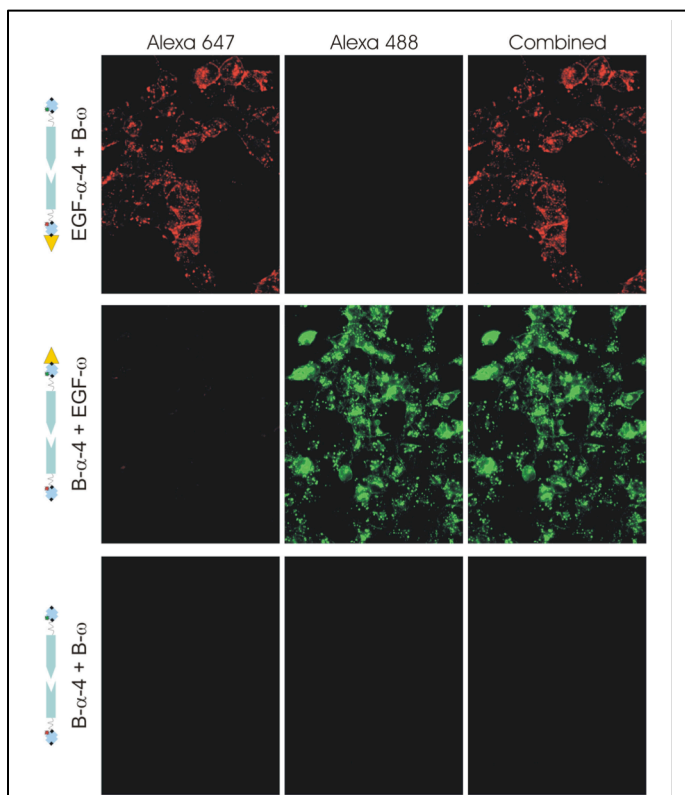 Alexa 647
Alexa 488
Combined
EGF-α-4 + B-ω
B-α-4 + EGF-ω
B-α-4 + B-ω